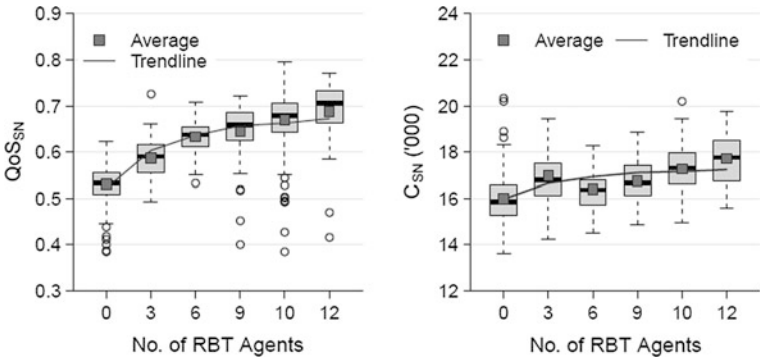 0.9
0.8
0.7
0.6
0.5
0.4
0.3
QoS_SN
Average
Trendline
0 3 6 9 10 12
No. of RBT Agents
24
22
20
18
16
14
12
C_SN ('000)
Average Trendline
0 3 6 9 10 12
No. of RBT Agents